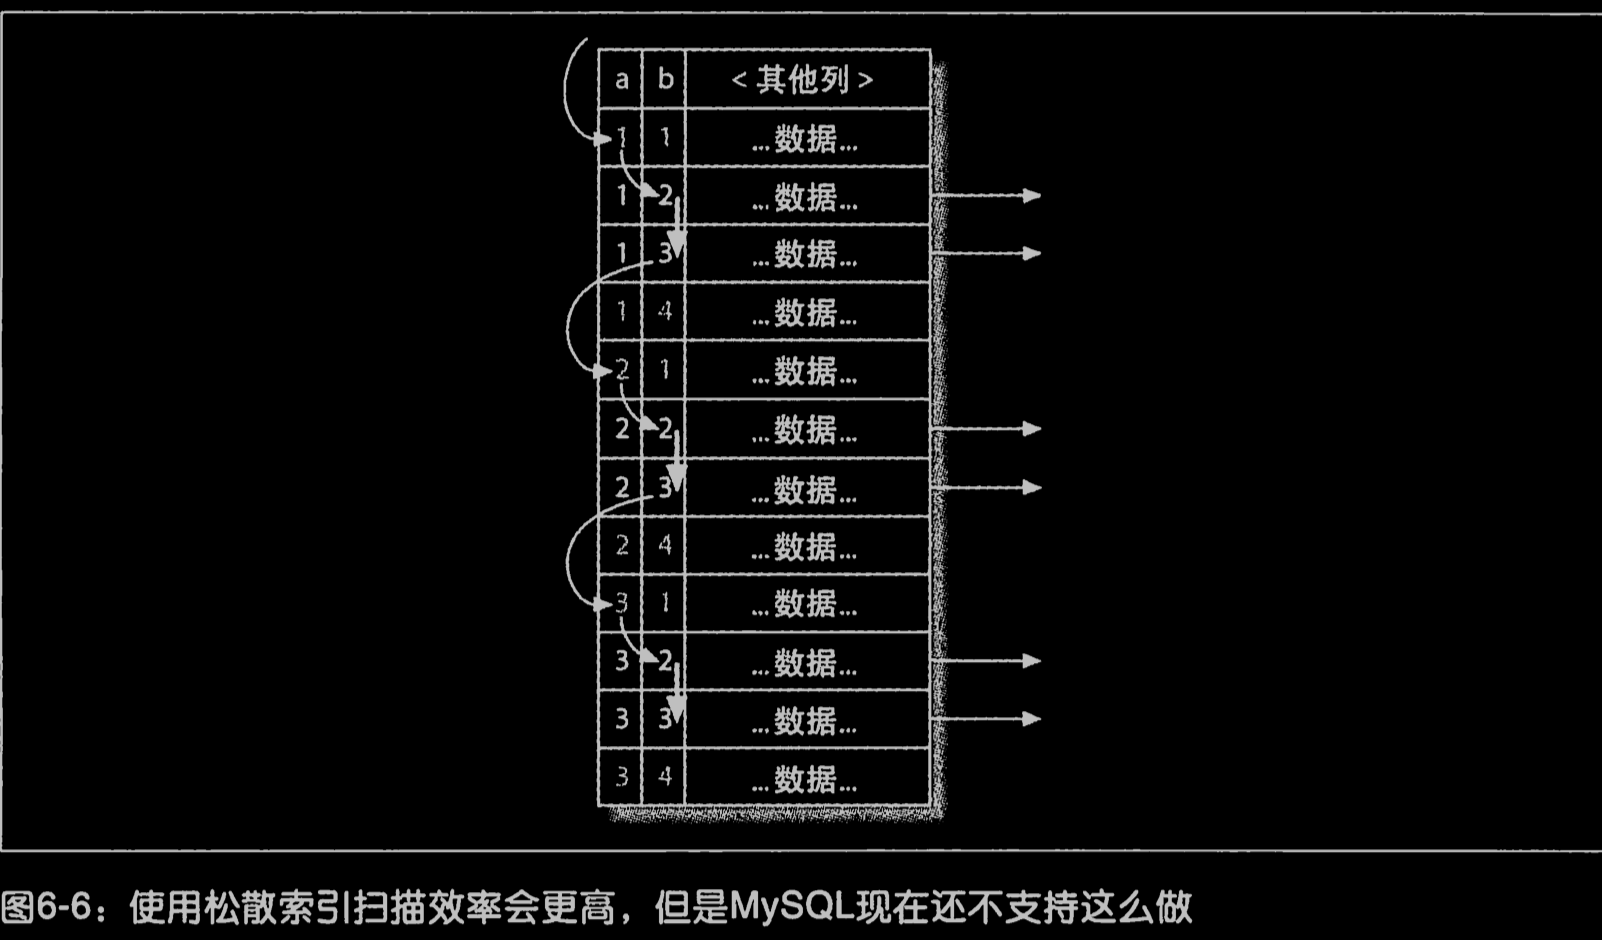 a b <其他列>
1 1 ...数据...
1 2 ...数据...
1 3 ...数据...
1 4 ...数据...
2 1 ...数据...
2 2 ...数据...
2 3 ...数据...
2 4 ...数据...
3 1 ...数据...
3 2 ...数据...
3 3 ...数据...
3 4 ...数据...
图6-6：使用松散索引扫描效率会更高，但是MySQL现在还不支持这么做